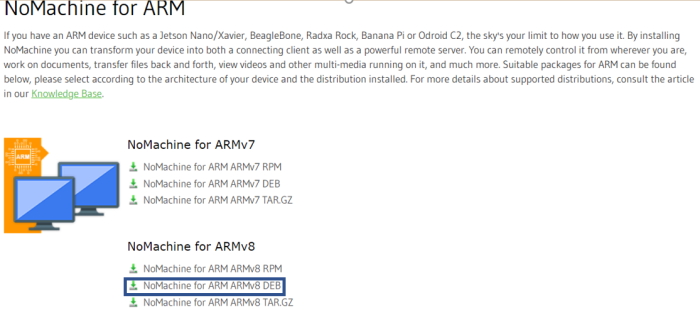 NoMachine for ARM
If you have an ARM device such as a Jetson Nano/Xavier, BeagleBone, Radxa Rock, Banana Pi or Odroid C2, the sky's your limit to how you use it. By installing
NoMachine you can transform your device into both a connecting client as well as a powerful remote server. You can remotely control it from wherever you are,
work on documents, transfer files back and forth, view videos and other multi-media running on it, and much more. Suitable packages for ARM can be found
below, please select according to the architecture of your device and the distribution installed. For more details about supported distributions, consult the article
in our Knowledge Base.
ARM
NoMachine for ARMv7
NoMachine for ARM ARMv7 RPM
NoMachine for ARM ARMv7 DEB
NoMachine for ARM ARMv7 TAR.GZ
NoMachine for ARMv8
NoMachine for ARM ARMv8 RPM
NoMachine for ARM ARMv8 DEB
NoMachine for ARM ARMv8 TAR.GZ